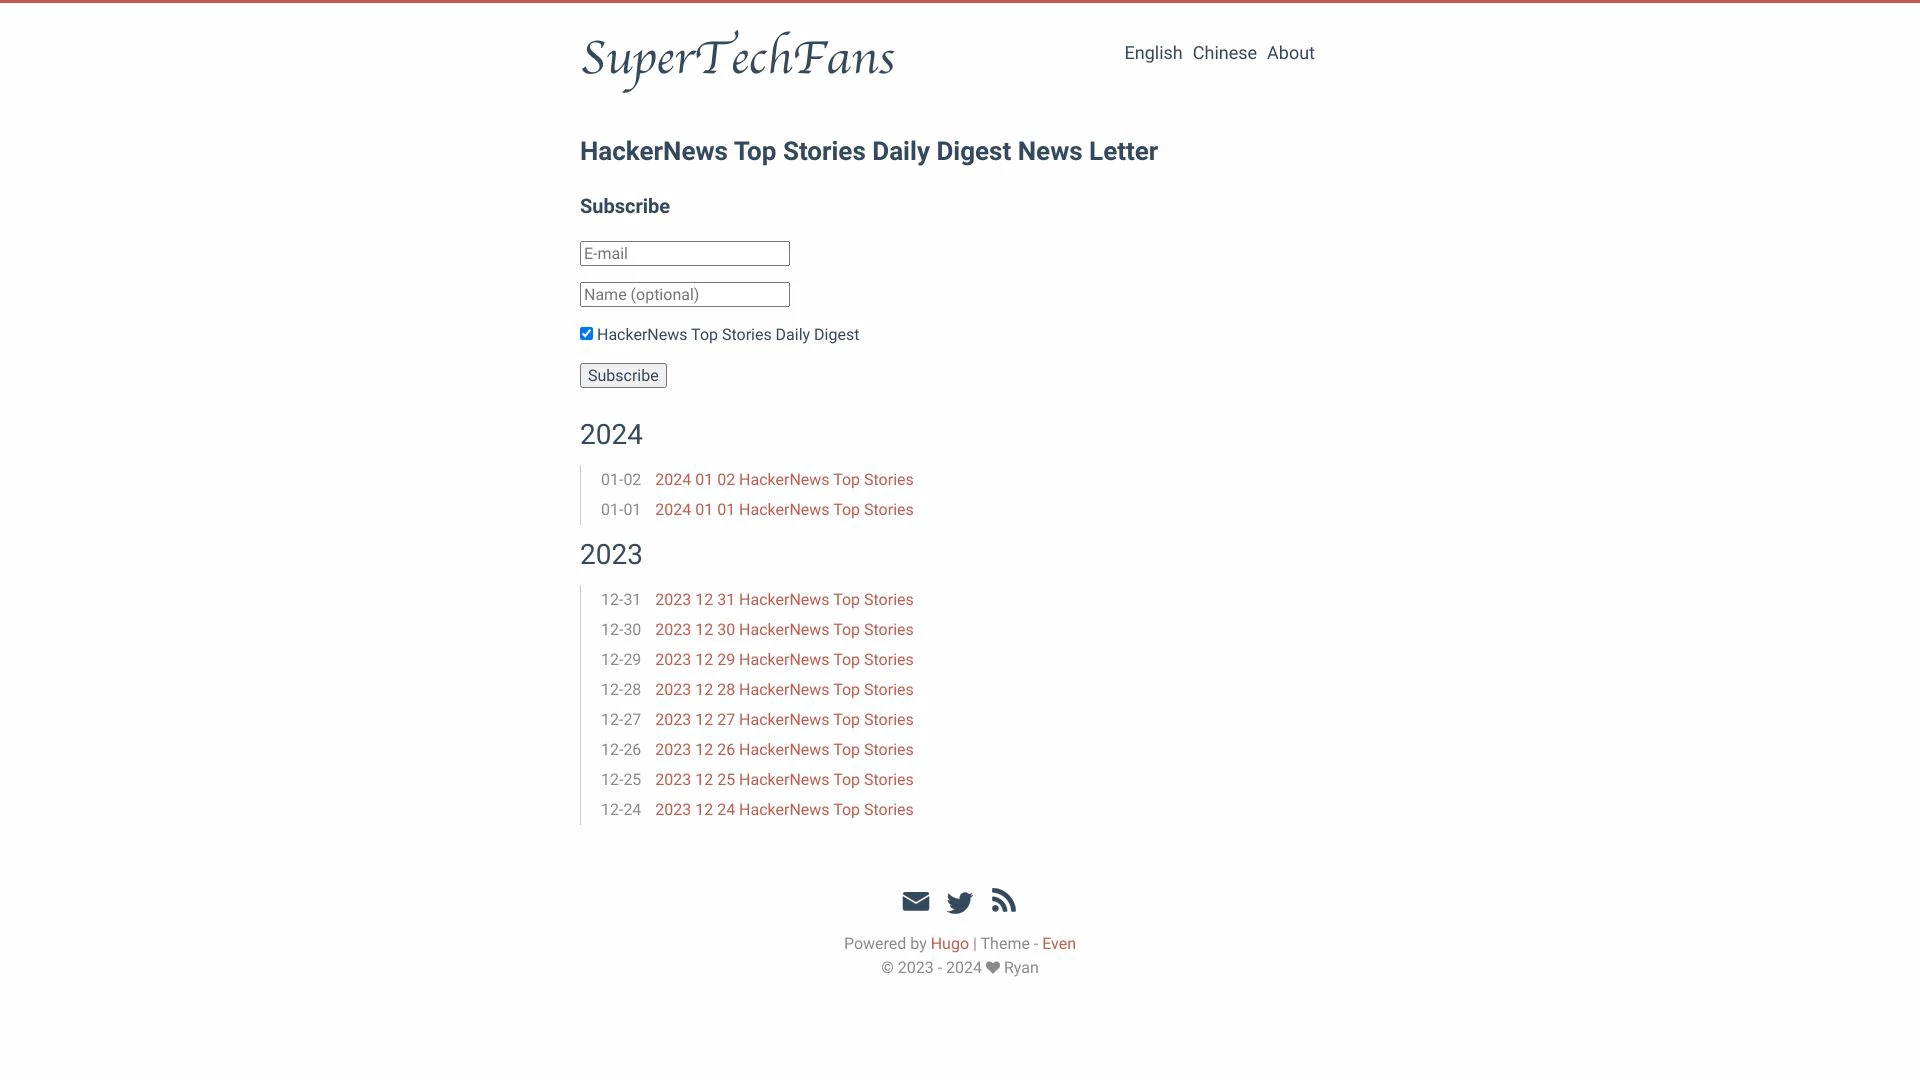 SuperTechFans
English Chinese About
HackerNews Top Stories Daily Digest News Letter
Subscribe
E-mail
Name (optional)
HackerNews Top Stories Daily Digest
Subscribe
2024
01-02 2024 01 02 HackerNews Top Stories
01-01 2024 01 01 HackerNews Top Stories
2023
12-31 2023 12 31 HackerNews Top Stories
12-30 2023 12 30 HackerNews Top Stories
12-29 2023 12 29 HackerNews Top Stories
12-28 2023 12 28 HackerNews Top Stories
12-27 2023 12 27 HackerNews Top Stories
12-26 2023 12 26 HackerNews Top Stories
12-25 2023 12 25 HackerNews Top Stories
12-24 2023 12 24 HackerNews Top Stories
Powered by Hugo | Theme - Even
© 2023 - 2024 ♥ Ryan